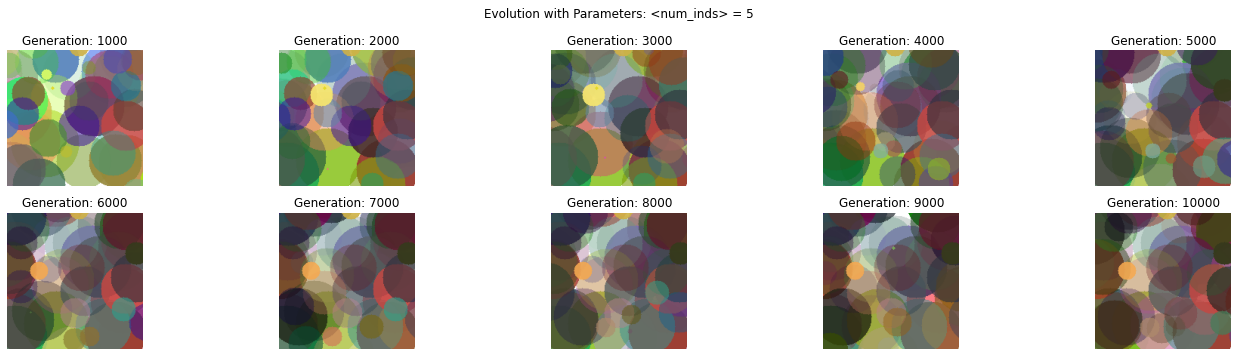 Evolution with Parameters: <num_inds> = 5
Generation: 1000
Generation: 2000
Generation: 3000
Generation: 4000
Generation: 5000
Generation: 6000
Generation: 7000
Generation: 8000
Generation: 9000
Generation: 10000